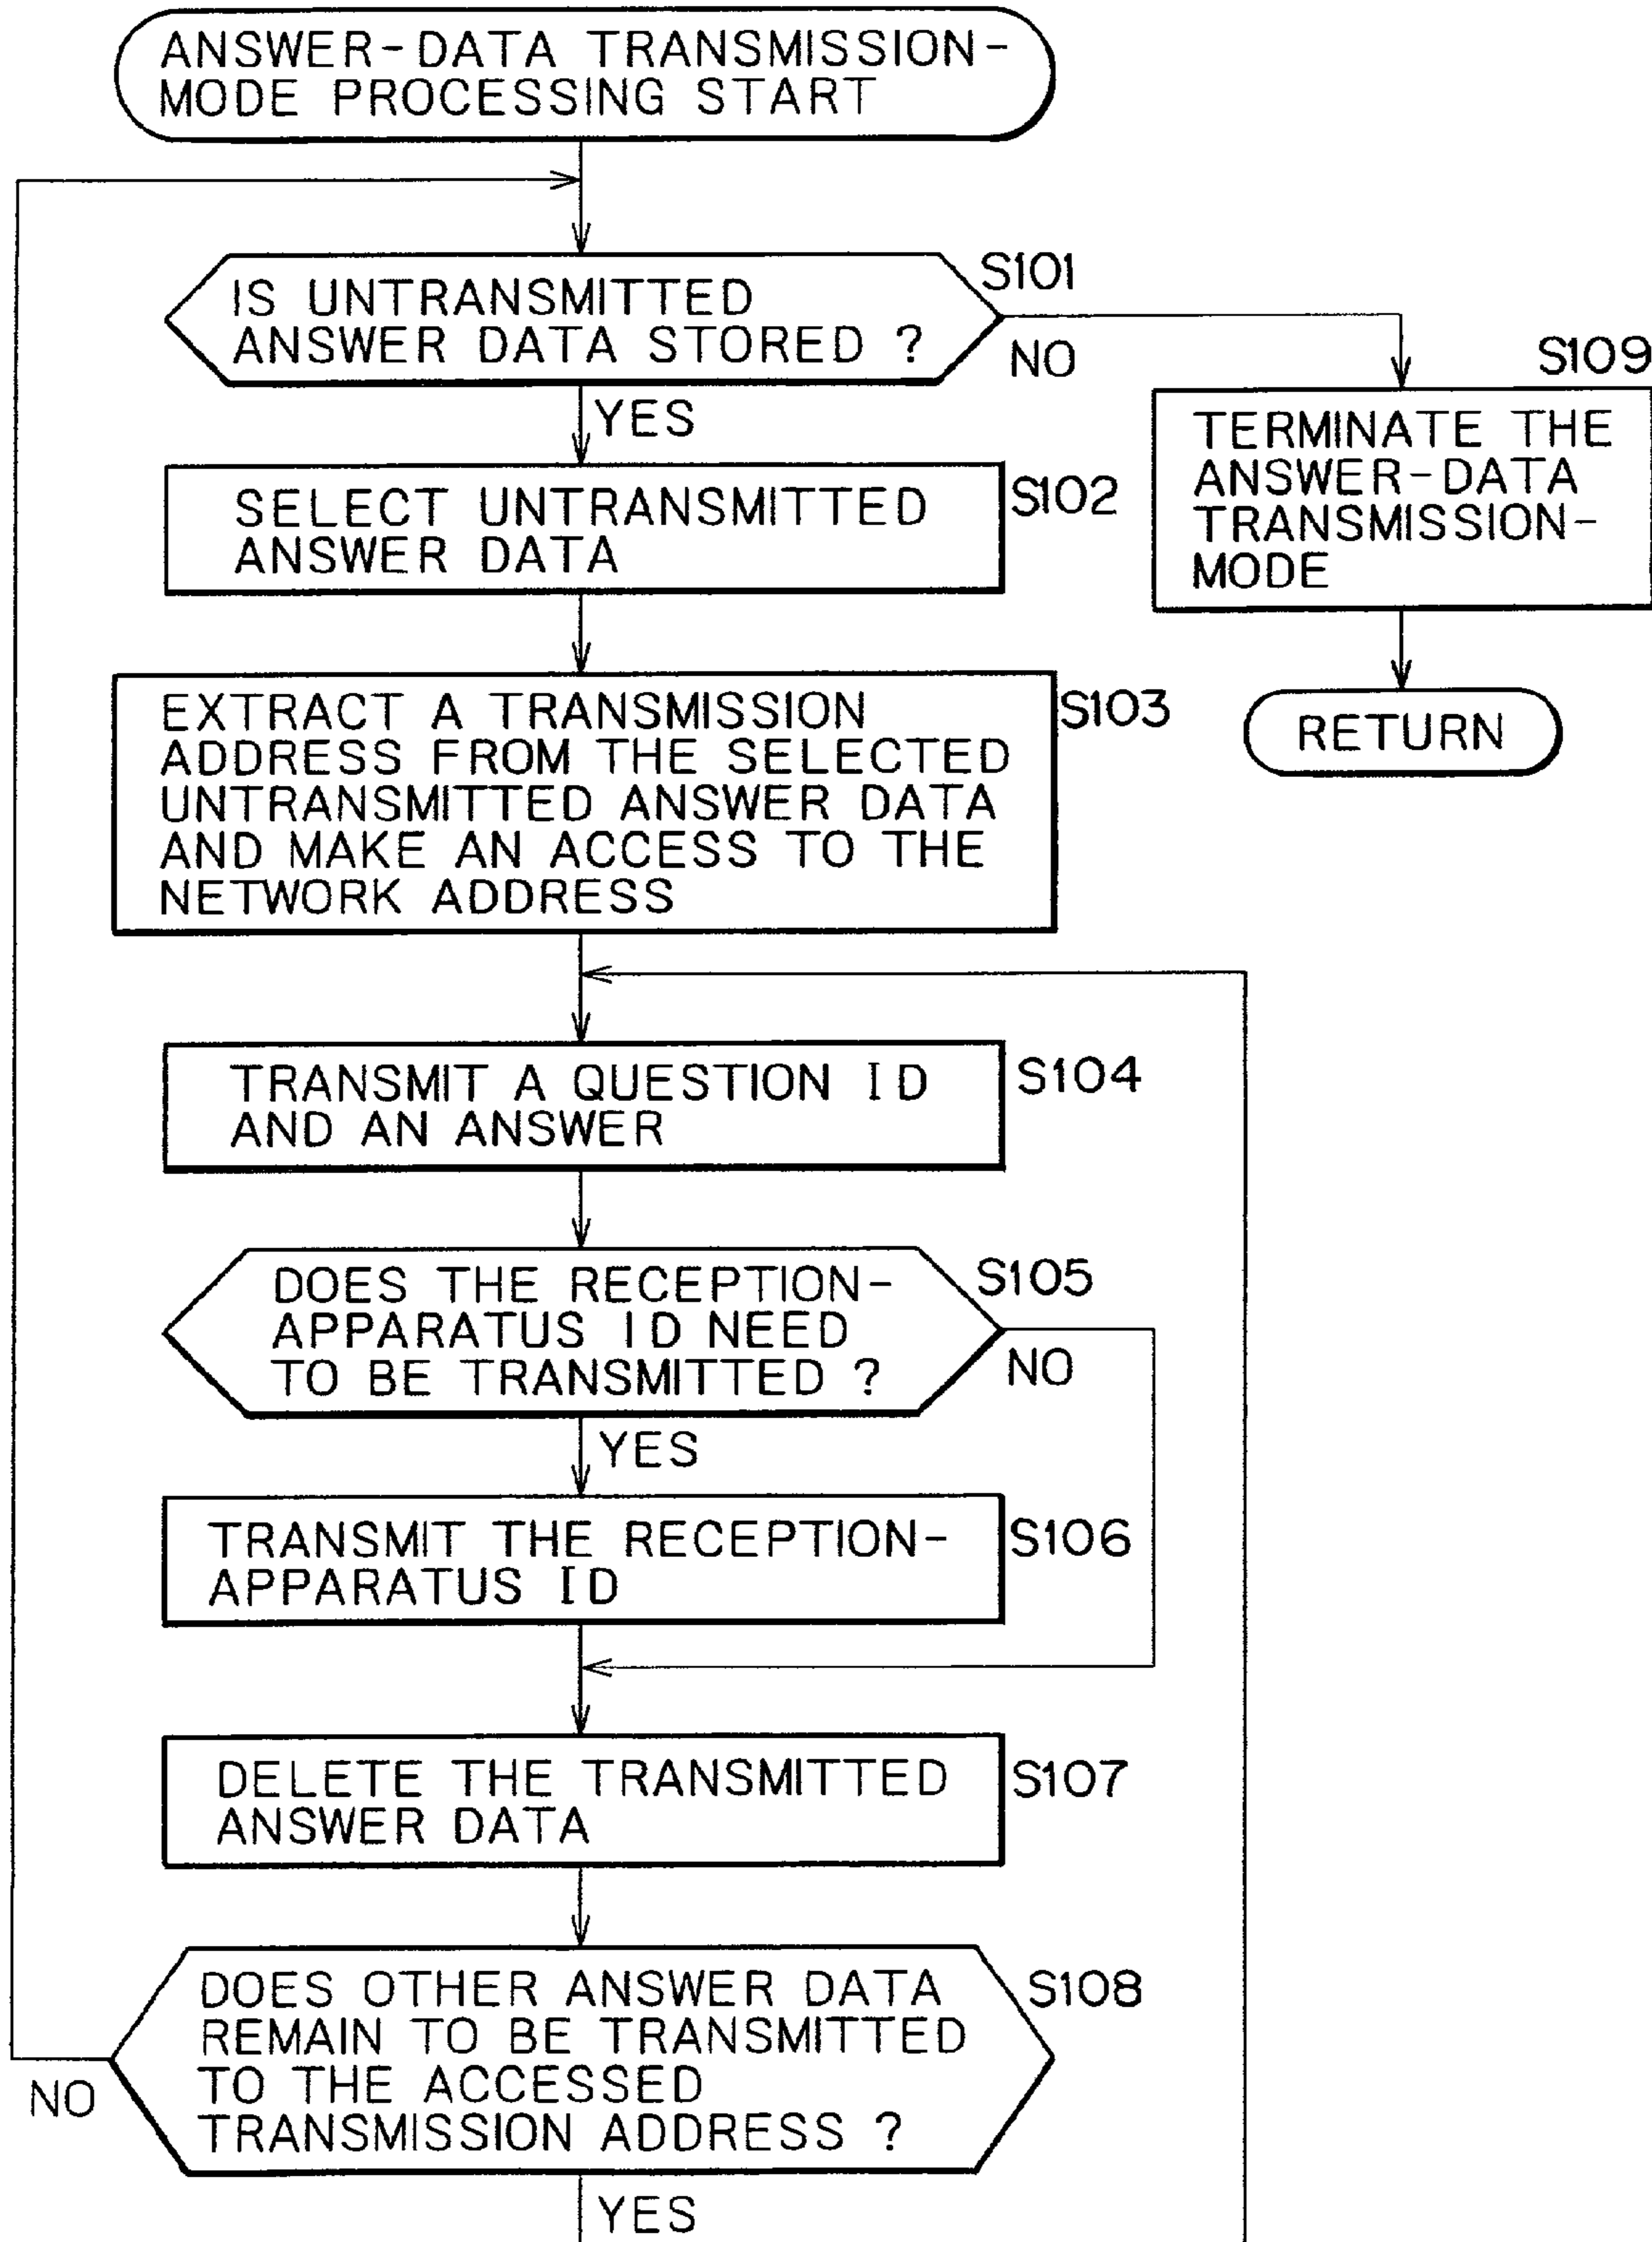 ANSWER-DATA TRANSMISSION-
MODE PROCESSING START
IS UNTRANSMITTED
ANSWER DATA STORED ?
S101
NO
YES
S109
TERMINATE THE
ANSWER-DATA
TRANSMISSION-
MODE
RETURN
SELECT UNTRANSMITTED
ANSWER DATA
S102
EXTRACT A TRANSMISSION
ADDRESS FROM THE SELECTED
UNTRANSMITTED ANSWER DATA
AND MAKE AN ACCESS TO THE
NETWORK ADDRESS
S103
TRANSMIT A QUESTION ID
AND AN ANSWER
S104
DOES THE RECEPTION-
APPARATUS ID NEED
TO BE TRANSMITTED ?
S105
NO
YES
TRANSMIT THE RECEPTION-
APPARATUS ID
S106
DELETE THE TRANSMITTED
ANSWER DATA
S107
DOES OTHER ANSWER DATA
REMAIN TO BE TRANSMITTED
TO THE ACCESSED
TRANSMISSION ADDRESS ?
S108
NO
YES